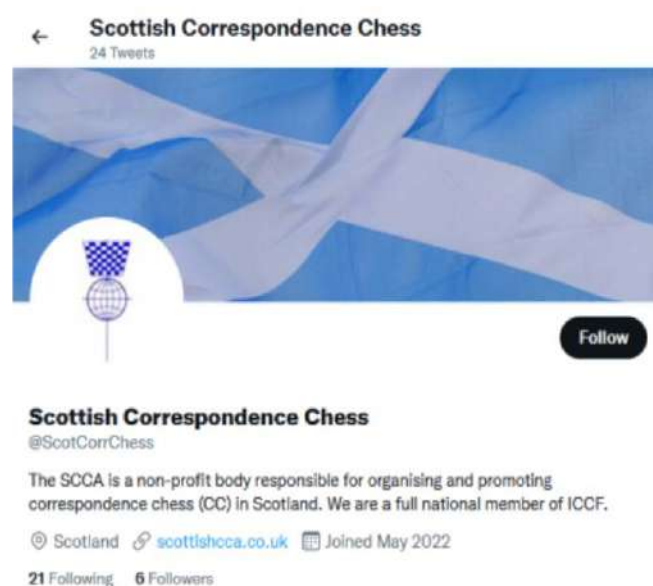 Scottish Correspondence Chess
24 Tweets
Follow
Scottish Correspondence Chess
@ScotCorrChess
The SCCA is a non-profit body responsible for organising and promoting
correspondence chess (CC) in Scotland. We are a full national member of ICCF.
Scotland scottishcca.co.uk Joined May 2022
21 Following 6 Followers